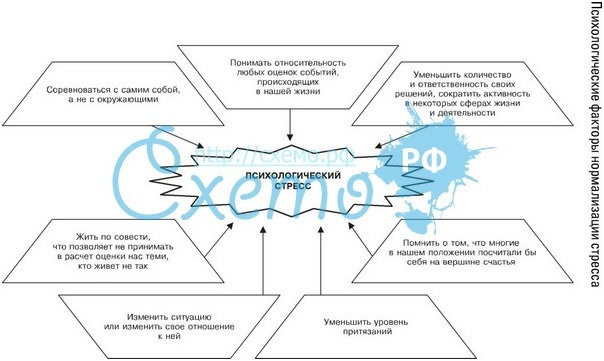 Психологические факторы нормализации стресса
Понимать относительность
любых оценок событий,
происходящих
в нашей жизни
Соревноваться с самим собой,
а не с окружающими
Уменьшить количество
и ответственность своих
решений, сократить активность
в некоторых сферах жизни
и деятельности
http://схемо.рф
Схемо
РФ
ПСИХОЛОГИЧЕСКИЙ
СТРЕСС
Жить по совести,
что позволяет не принимать
в расчет оценки нас теми,
кто живет не так
Помнить о том, что многие
в нашем положении посчитали бы
себя на вершине счастья
Изменить ситуацию
или изменить свое отношение
к ней
Уменьшить уровень
притязаний